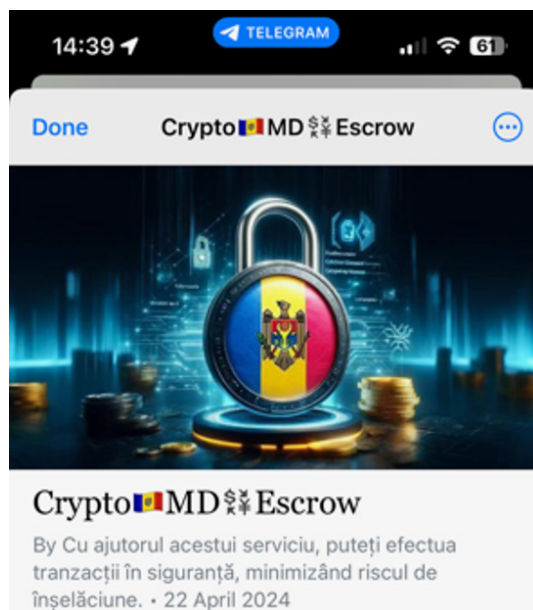 14:39
TELEGRAM
61
Done
Crypto🇲🇩MD💱Escrow
Crypto🇲🇩MD💱Escrow
By Cu ajutorul acestui serviciu, puteți efectua
tranzacții în siguranță, minimizând riscul de
înșelăciune. • 22 April 2024